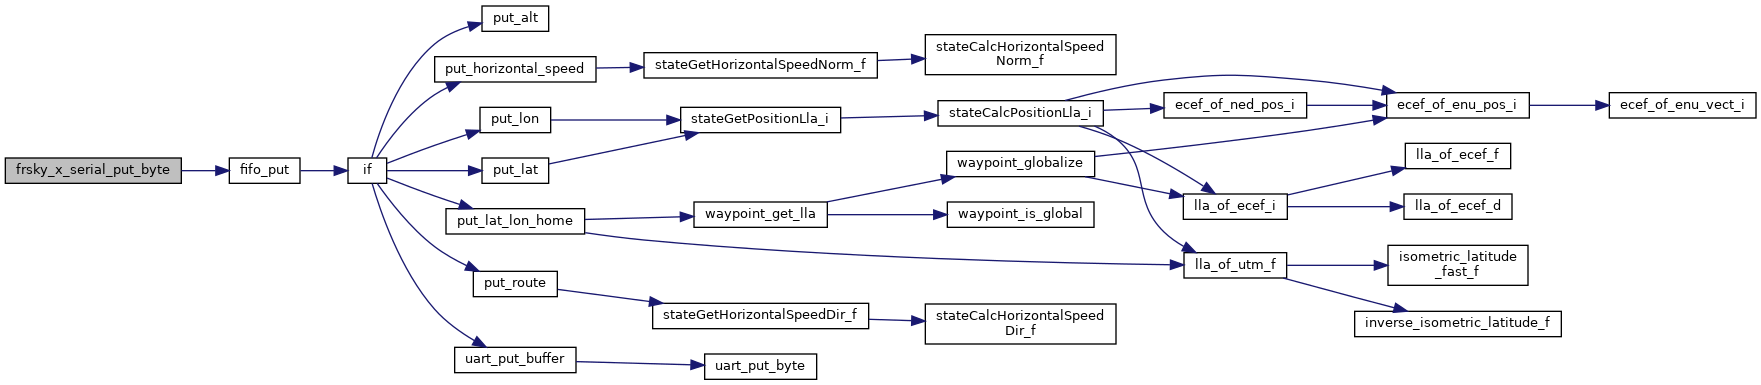 frsky_x_serial_put_byte
fifo_put
if
put_alt
put_horizontal_speed
put_lon
put_lat
put_lat_lon_home
put_route
uart_put_buffer
stateGetHorizontalSpeedNorm_f
stateGetPositionLla_i
waypoint_get_lla
stateGetHorizontalSpeedDir_f
uart_put_byte
stateCalcHorizontalSpeed
Norm_f
stateCalcPositionLla_i
waypoint_globalize
waypoint_is_global
stateCalcHorizontalSpeed
Dir_f
ecef_of_ned_pos_i
lla_of_ecef_i
lla_of_utm_f
ecef_of_enu_pos_i
lla_of_ecef_f
lla_of_ecef_d
isometric_latitude
_fast_f
inverse_isometric_latitude_f
ecef_of_enu_vect_i